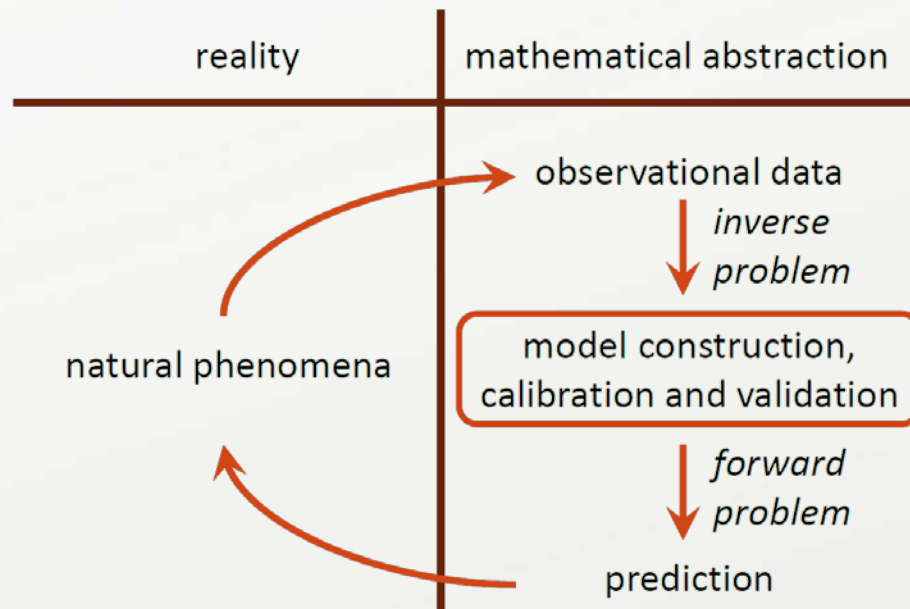 reality
mathematical abstraction
observational data
inverse
problem
natural phenomena
model construction,
calibration and validation
forward
problem
prediction